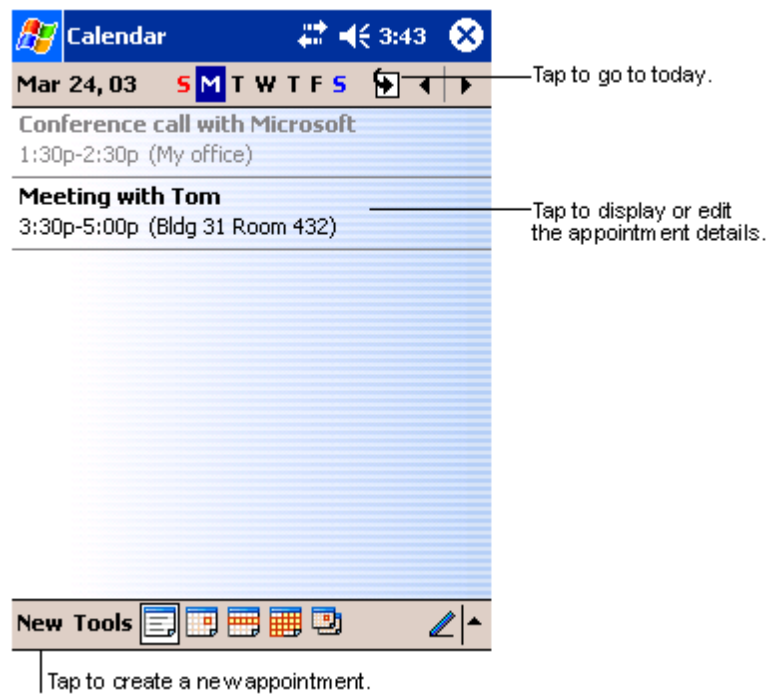 Calendar 3:43
Mar 24, 03 S M T W T F S
Tap to go to today.
Conference call with Microsoft
1:30p-2:30p (My office)
Meeting with Tom
3:30p-5:00p (Bldg 31 Room 432)
Tap to display or edit
the appointment details.
New Tools
Tap to create a new appointment.